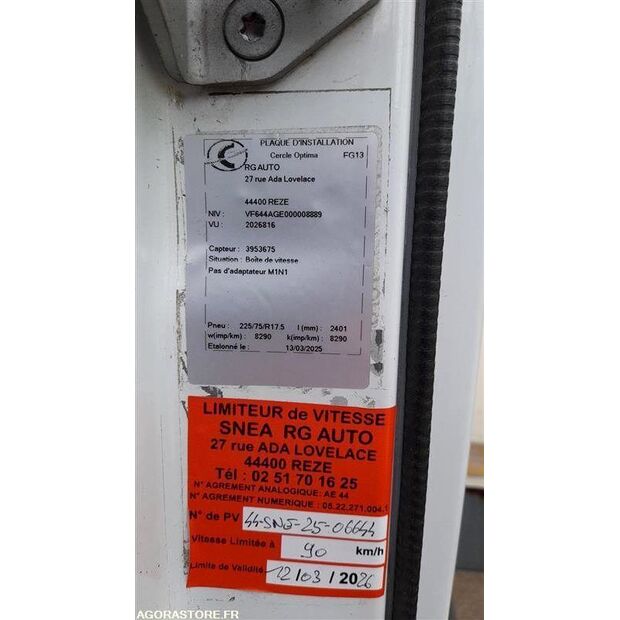 PLAQUE D'INSTALLATION
Cercle Optima FG13
RG AUTO
27 rue Ada Lovelace
44400 REZE
NIV : VF644AGE000008889
VU : 2026816
Capteur : 3953675
Situation : Boîte de vitesse
Pas d'adaptateur M1N1
Pneu : 225/75/R17.5 l (mm) : 2401
w(imp/km) : 8290 k(imp/km) : 8290
Etalonné le : 13/03/2025
LIMITEUR de VITESSE
SNEA RG AUTO
27 rue ADA LOVELACE
44400 REZE
Tél : 02 51 70 16 25
N° AGREMENT ANALOGIQUE: AE 44
N° AGREMENT NUMERIQUE : 05.22.271.004.1
N° de PV 44-SNE-25-06644
Vitesse Limitée à 90 km/h
Limite de Validité 12/03/2026
AGORASTORE.FR